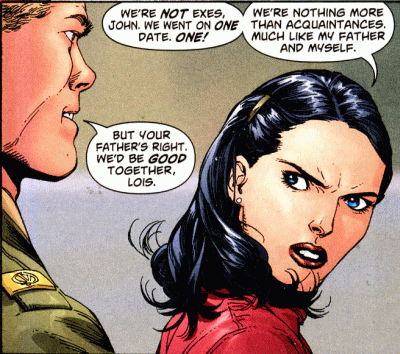 WE'RE NOT EXES,
JOHN. WE WENT ON ONE
DATE. ONE!
WE'RE NOTHING MORE
THAN ACQUAINTANCES.
MUCH LIKE MY FATHER
AND MYSELF.
BUT YOUR
FATHER'S RIGHT.
WE'D BE GOOD
TOGETHER,
LOIS.